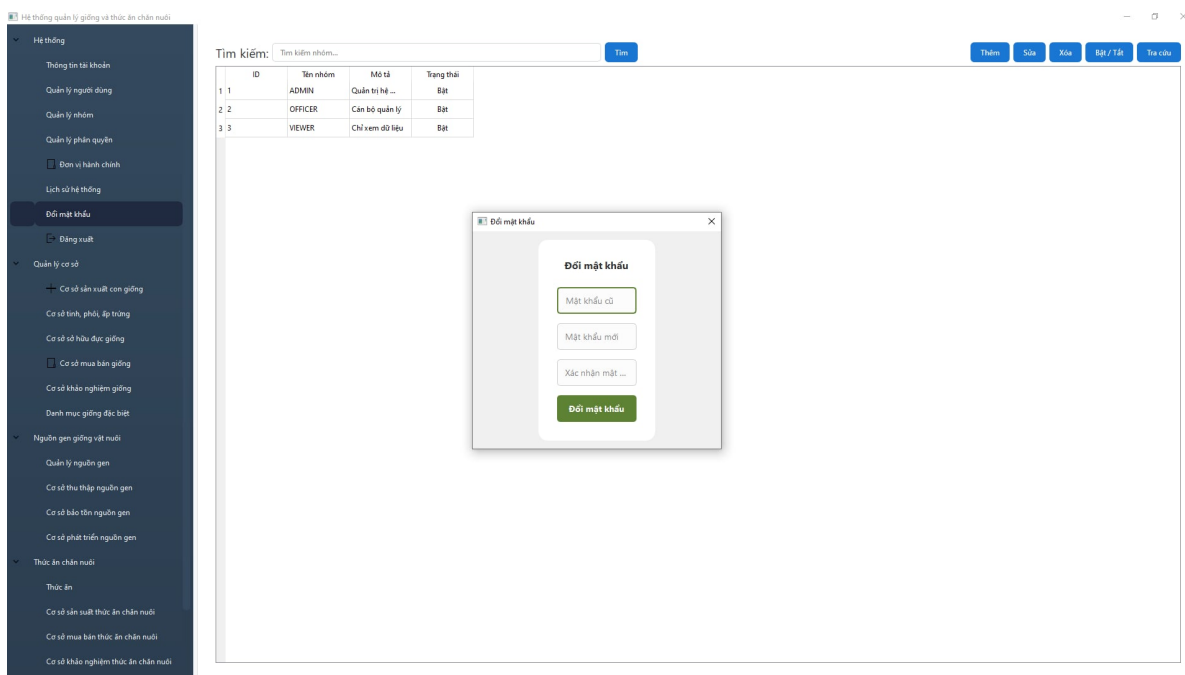 Hệ thống quản lý giống và thức ăn chăn nuôi
Hệ thống
Thông tin tài khoản
Quản lý người dùng
Quản lý nhóm
Quản lý phân quyền
Đơn vị hành chính
Lịch sử hệ thống
Đổi mật khẩu
Đăng xuất
Quản lý cơ sở
Cơ sở sản xuất con giống
Cơ sở tinh, phôi, ấp trứng
Cơ sở sở hữu đực giống
Cơ sở mua bán giống
Cơ sở khảo nghiệm giống
Danh mục giống đặc biệt
Nguồn gen giống vật nuôi
Quản lý nguồn gen
Cơ sở thu thập nguồn gen
Cơ sở bảo tồn nguồn gen
Cơ sở phát triển nguồn gen
Thức ăn chăn nuôi
Thức ăn
Cơ sở sản suất thức ăn chăn nuôi
Cơ sở mua bán thức ăn chăn nuôi
Cơ sở khảo nghiệm thức ăn chăn nuôi
Tìm kiếm: Tìm kiếm nhóm... Tìm Thêm Sửa Xóa Bật / Tắt Tra cứu
ID Tên nhóm Mô tả Trạng thái
1 1 ADMIN Quản trị hệ ... Bật
2 2 OFFICER Cán bộ quản lý Bật
3 3 VIEWER Chỉ xem dữ liệu Bật
Đổi mật khẩu
Đổi mật khẩu
Mật khẩu cũ
Mật khẩu mới
Xác nhận mật ...
Đổi mật khẩu